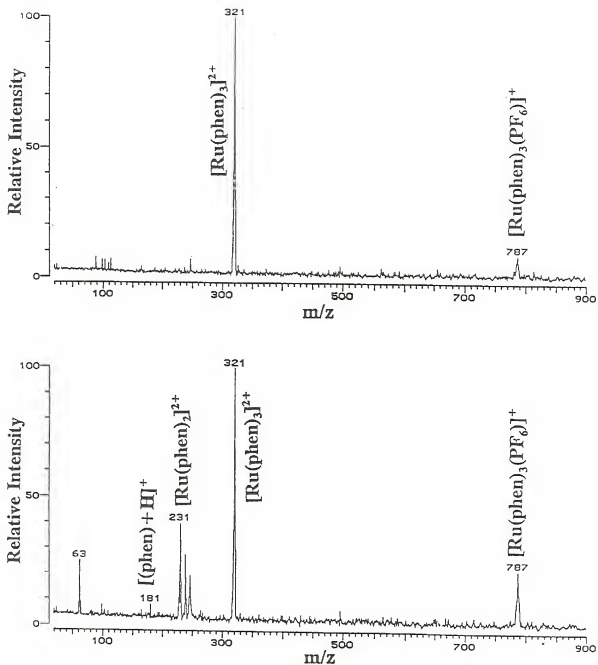 321
100
[Ru(phen)₃]²⁺
[Ru(phen)₃(PF₆)]⁺
Relative Intensity
50
787
0
100
300
500
700
900
m/z
321
100
[Ru(phen)₂]²⁺
[Ru(phen)₃]²⁺
[Ru(phen)₃(PF₆)]⁺
[(phen)+H]⁺
Relative Intensity
231
50
63
787
181
0
100
300
500
700
900
m/z